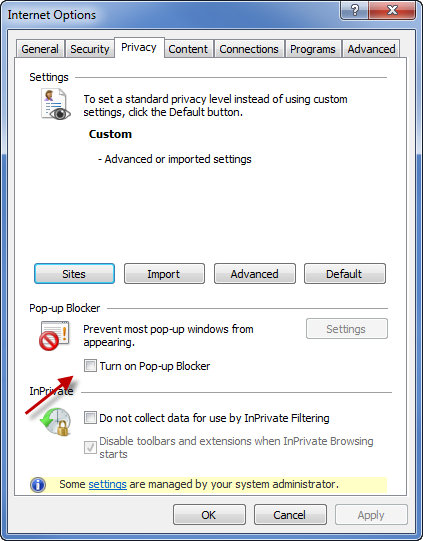 Internet Options
General Security Privacy Content Connections Programs Advanced
Settings
To set a standard privacy level instead of using custom
settings, click the Default button.
Custom
- Advanced or imported settings
Sites Import Advanced Default
Pop-up Blocker
Prevent most pop-up windows from
appearing.
Settings
Turn on Pop-up Blocker
InPrivate
Do not collect data for use by InPrivate Filtering
Disable toolbars and extensions when InPrivate Browsing
starts
Some settings are managed by your system administrator.
OK Cancel Apply